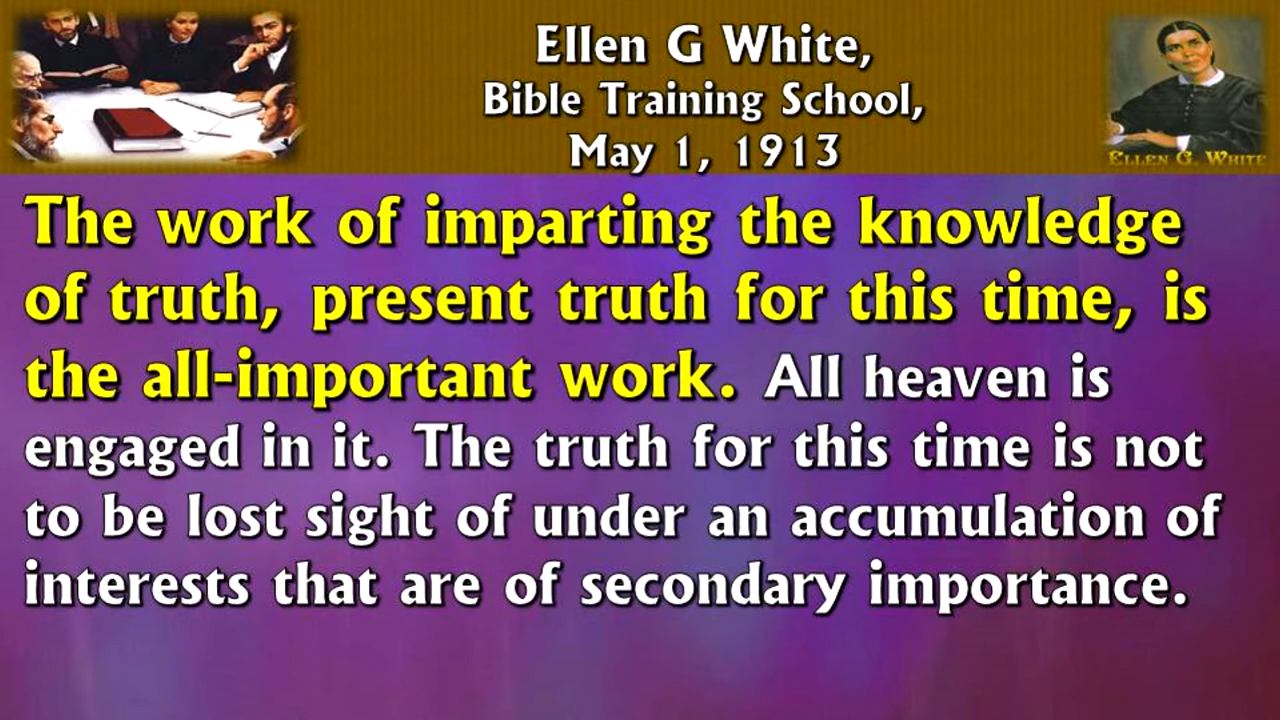 Ellen G White,
Bible Training School,
May 1, 1913
ELLEN G. WHITE
The work of imparting the knowledge
of truth, present truth for this time, is
the all-important work. All heaven is
engaged in it. The truth for this time is not
to be lost sight of under an accumulation of
interests that are of secondary importance.